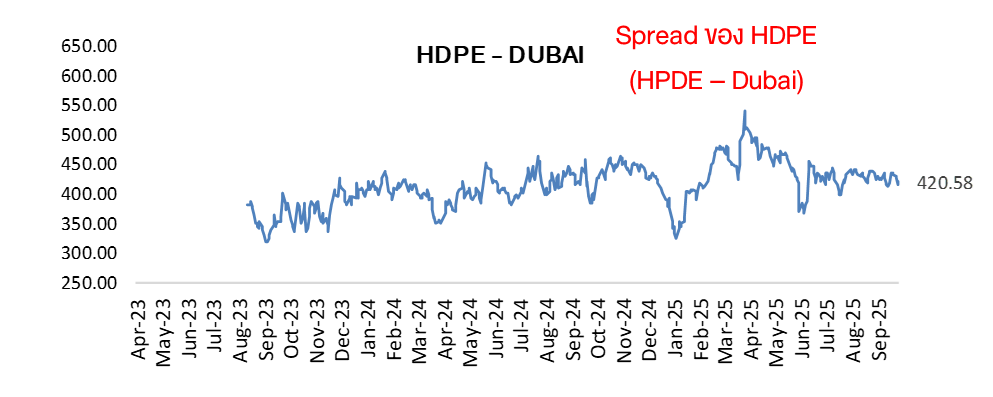 Spread ของ HDPE
(HPDE – Dubai)
HDPE – DUBAI
650.00
600.00
550.00
500.00
450.00
400.00
350.00
300.00
250.00
420.58
Apr-23
May-23
Jun-23
Jul-23
Aug-23
Sep-23
Oct-23
Nov-23
Dec-23
Jan-24
Feb-24
Mar-24
Apr-24
May-24
Jun-24
Jul-24
Aug-24
Sep-24
Oct-24
Nov-24
Dec-24
Jan-25
Feb-25
Mar-25
Apr-25
May-25
Jun-25
Jul-25
Aug-25
Sep-25